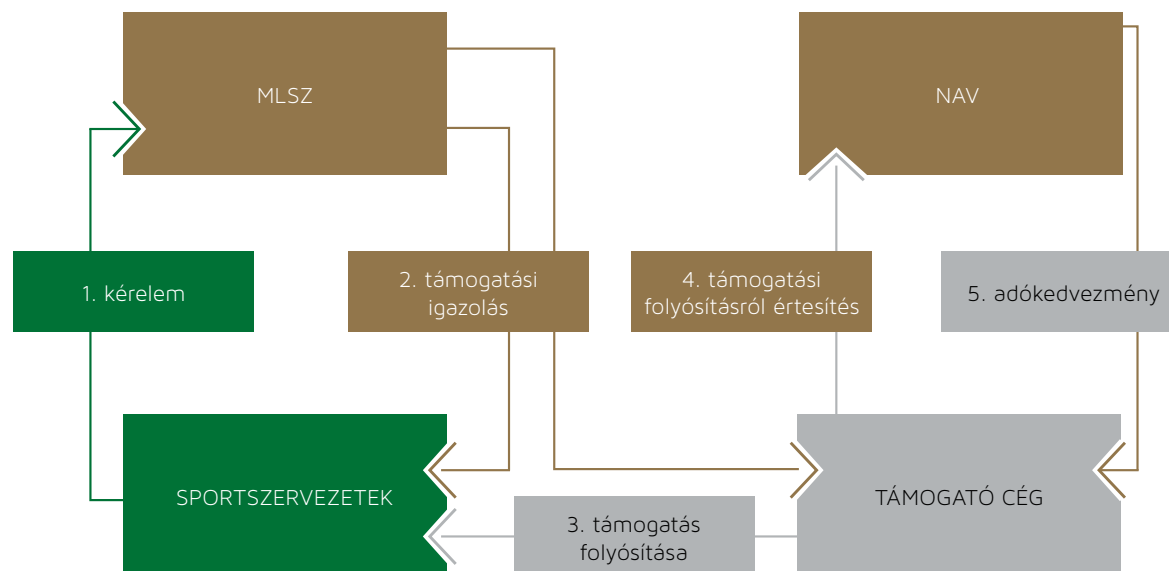 MLSZ
NAV
1. kérelem
2. támogatási
igazolás
4. támogatási
folyósításról értesítés
5. adókedvezmény
SPORTSZERVEZETEK
TÁMOGATÓ CÉG
3. támogatás
folyósítása